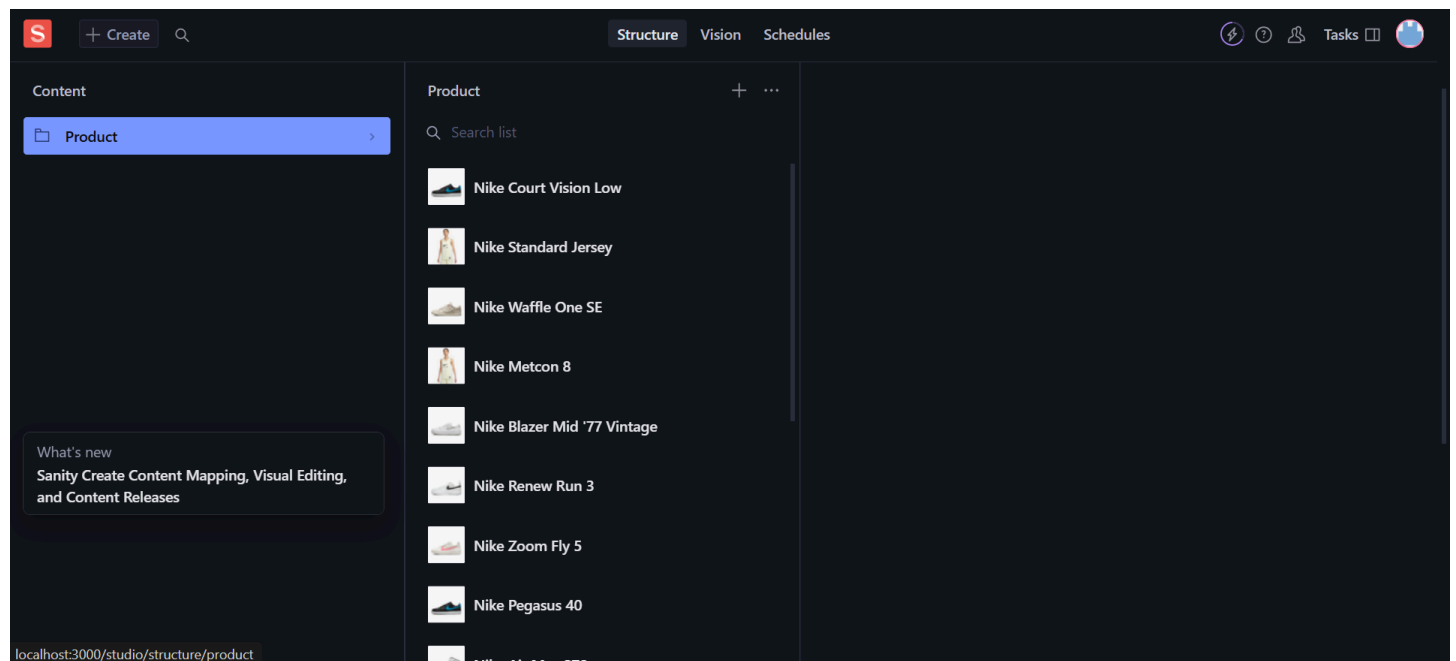 S
Create
Structure
Vision
Schedules
Tasks
Content
Product
What's new
Sanity Create Content Mapping, Visual Editing,
and Content Releases
localhost:3000/studio/structure/product
Product
Search list
Nike Court Vision Low
Nike Standard Jersey
Nike Waffle One SE
Nike Metcon 8
Nike Blazer Mid '77 Vintage
Nike Renew Run 3
Nike Zoom Fly 5
Nike Pegasus 40